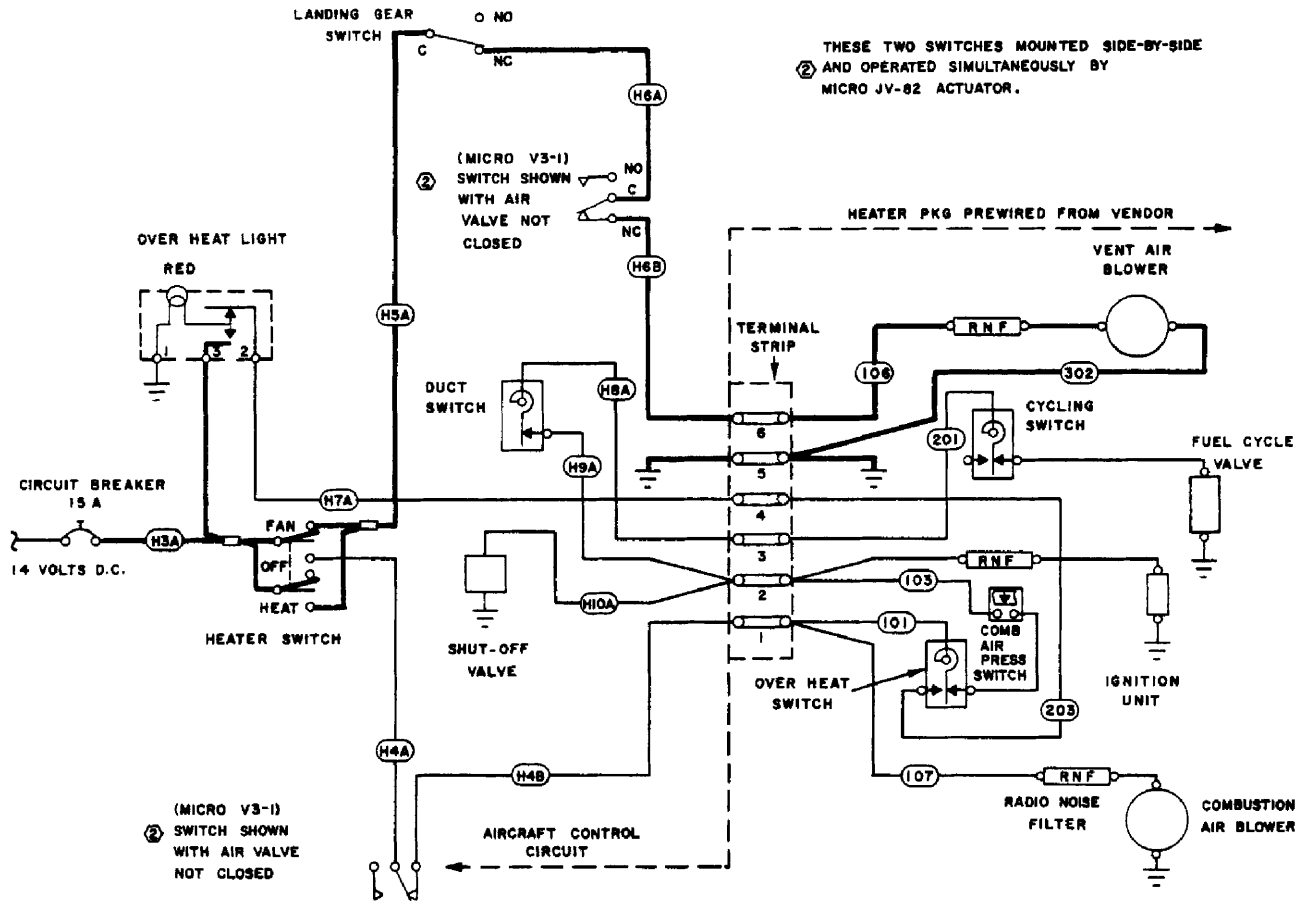 LANDING GEAR
SWITCH
NO
C
NC
THESE TWO SWITCHES MOUNTED SIDE-BY-SIDE
2 AND OPERATED SIMULTANEOUSLY BY
MICRO JV-82 ACTUATOR.
H6A
(MICRO V3-1)
2 SWITCH SHOWN
WITH AIR
VALVE NOT
CLOSED
NO
C
NC
HEATER PKG PREWIRED FROM VENDOR
OVER HEAT LIGHT
RED
1
3
2
H6B
H5A
VENT AIR
BLOWER
RNF
TERMINAL
STRIP
106
302
DUCT
SWITCH
H8A
H9A
6
5
4
3
2
1
201
CYCLING
SWITCH
FUEL CYCLE
VALVE
CIRCUIT BREAKER
15 A
H3A
14 VOLTS D.C.
H7A
FAN
OFF
HEAT
HEATER SWITCH
SHUT-OFF
VALVE
H10A
RNF
103
101
COMB
AIR
PRESS
SWITCH
OVER HEAT
SWITCH
IGNITION
UNIT
203
H4A
H4B
107
RNF
RADIO NOISE
FILTER
COMBUSTION
AIR BLOWER
(MICRO V3-1)
2 SWITCH SHOWN
WITH AIR VALVE
NOT CLOSED
AIRCRAFT CONTROL
CIRCUIT